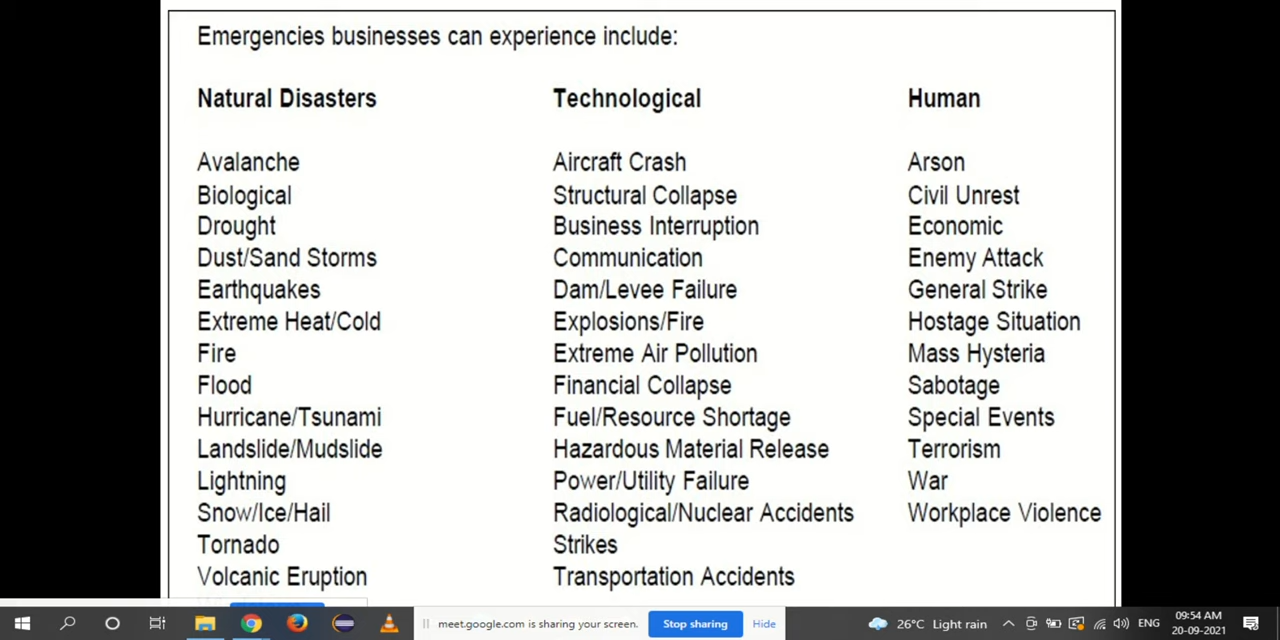 Emergencies businesses can experience include:
Natural Disasters Technological Human
Avalanche Aircraft Crash Arson
Biological Structural Collapse Civil Unrest
Drought Business Interruption Economic
Dust/Sand Storms Communication Enemy Attack
Earthquakes Dam/Levee Failure General Strike
Extreme Heat/Cold Explosions/Fire Hostage Situation
Fire Extreme Air Pollution Mass Hysteria
Flood Financial Collapse Sabotage
Hurricane/Tsunami Fuel/Resource Shortage Special Events
Landslide/Mudslide Hazardous Material Release Terrorism
Lightning Power/Utility Failure War
Snow/Ice/Hail Radiological/Nuclear Accidents Workplace Violence
Tornado Strikes
Volcanic Eruption Transportation Accidents
meet.google.com is sharing your screen. Stop sharing Hide
26°C Light rain ENG 09:54 AM
20-09-2021